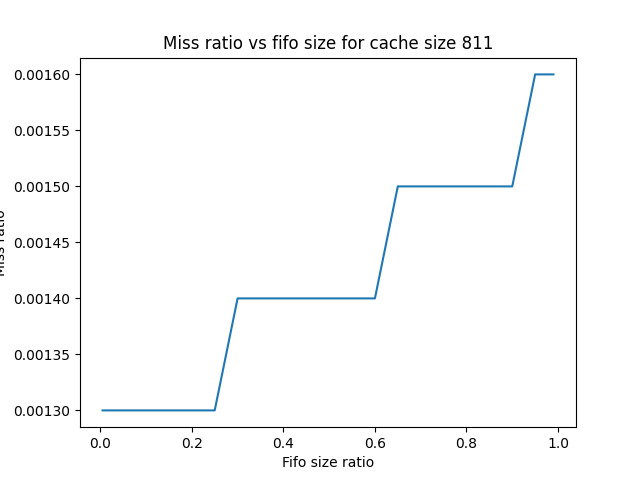 Miss ratio vs fifo size for cache size 811
0.00160
0.00155
0.00150
0.00145
0.00140
0.00135
0.00130
Miss ratio
0.0 0.2 0.4 0.6 0.8 1.0
Fifo size ratio